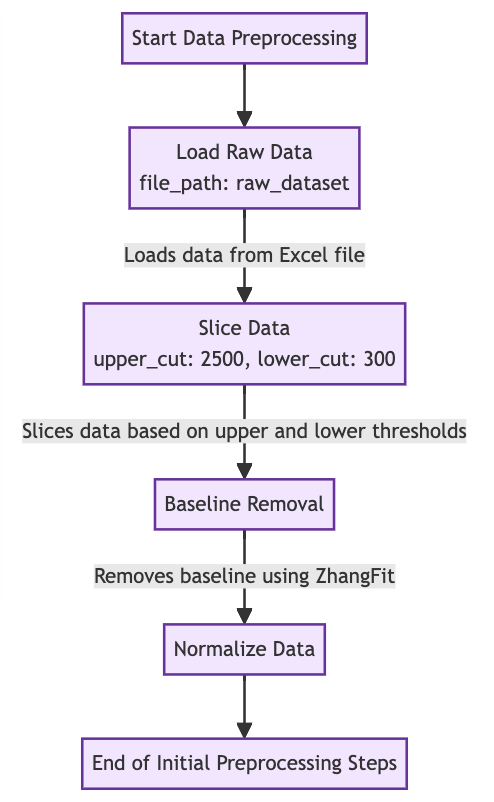 Start Data Preprocessing
Load Raw Data
file_path: raw_dataset
Loads data from Excel file
Slice Data
upper_cut: 2500, lower_cut: 300
Slices data based on upper and lower thresholds
Baseline Removal
Removes baseline using ZhangFit
Normalize Data
End of Initial Preprocessing Steps